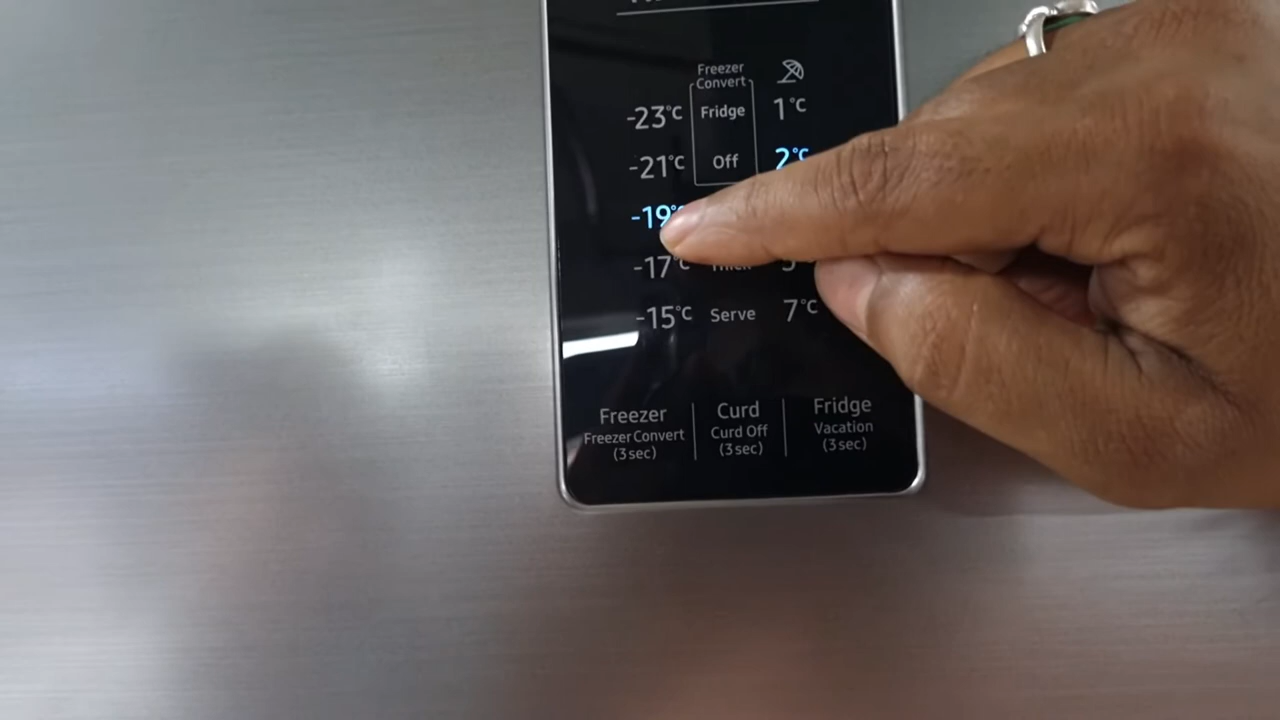 Freezer
Convert
-23°C Fridge 1°C
-21°C Off 2°C
-19°
-17°C
-15°C Serve 7°C
Freezer Curd Fridge
Freezer Convert Curd Off Vacation
(3 sec) (3 sec) (3 sec)